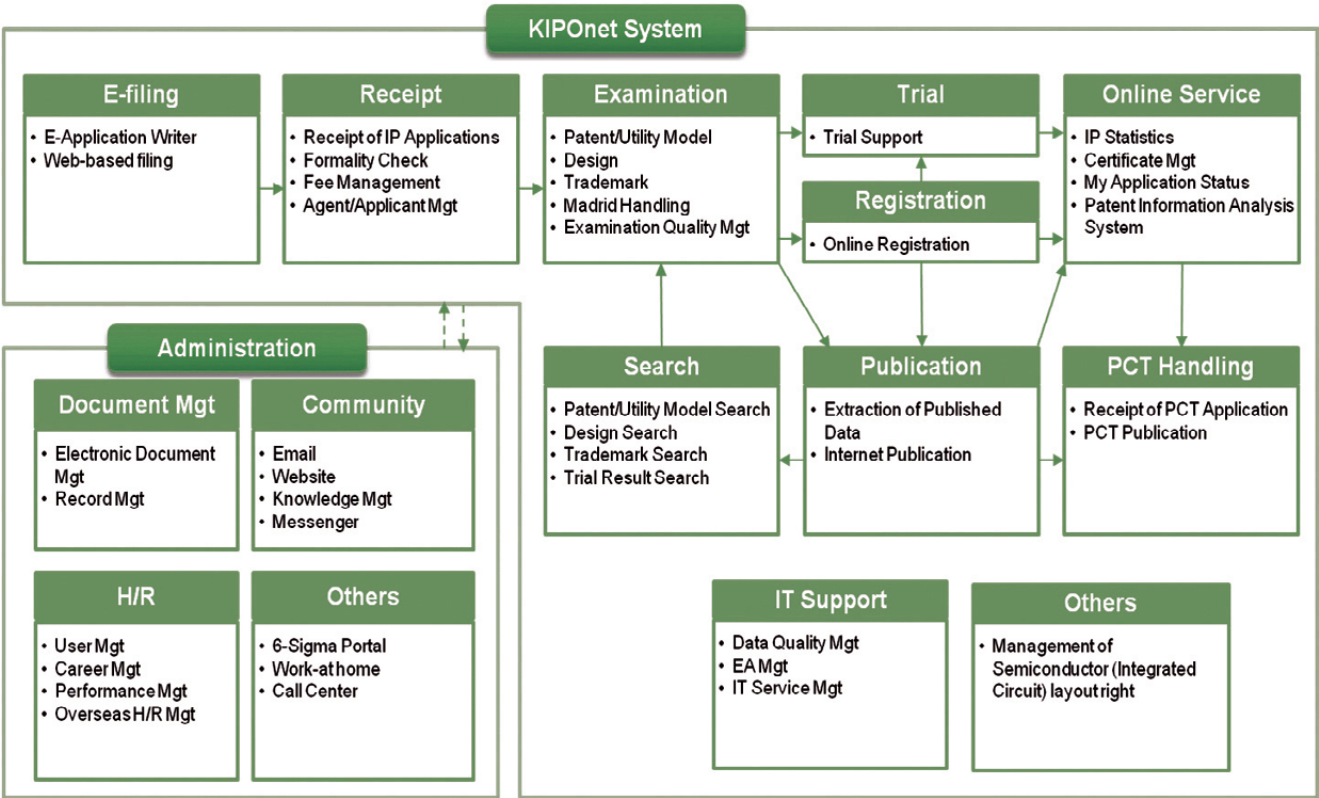 KIPOnet System
E-filing
• E-Application Writer
• Web-based filing
Receipt
• Receipt of IP Applications
• Formality Check
• Fee Management
• Agent/Applicant Mgt
Examination
• Patent/Utility Model
• Design
• Trademark
• Madrid Handling
• Examination Quality Mgt
Trial
• Trial Support
Registration
• Online Registration
Online Service
• IP Statistics
• Certificate Mgt
• My Application Status
• Patent Information Analysis
System
Administration
Document Mgt
• Electronic Document
Mgt
• Record Mgt
Community
• Email
• Website
• Knowledge Mgt
• Messenger
H/R
• User Mgt
• Career Mgt
• Performance Mgt
• Overseas H/R Mgt
Others
• 6-Sigma Portal
• Work-at home
• Call Center
Search
• Patent/Utility Model Search
• Design Search
• Trademark Search
• Trial Result Search
Publication
• Extraction of Published
Data
• Internet Publication
PCT Handling
• Receipt of PCT Application
• PCT Publication
IT Support
• Data Quality Mgt
• EA Mgt
• IT Service Mgt
Others
• Management of
Semiconductor (Integrated
Circuit) layout right